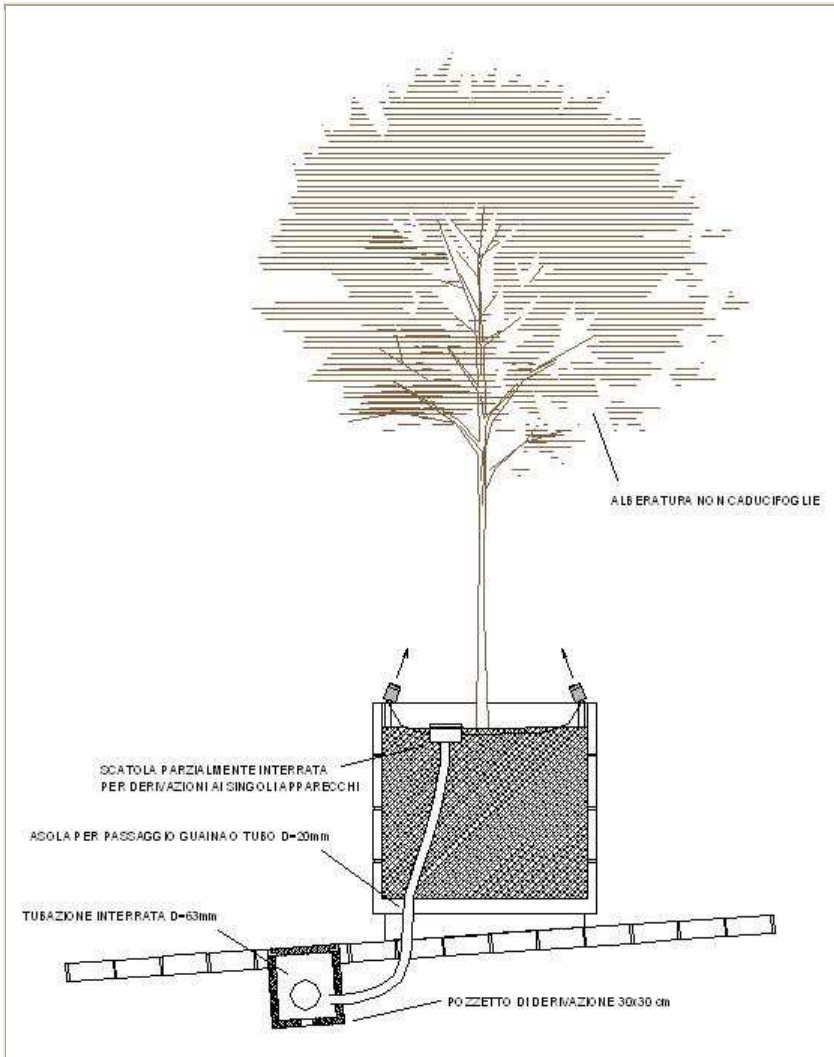 ALBERATURA NON CADUCIFOGLIE
SCATOLA PARZIALMENTE INTERRATA
PER DERIVAZIONI AI SINGOLI APPARECCHI
ASOLA PER PASSAGGIO GUAINA O TUBO D=20mm
TUBAZIONE INTERRATA D=63mm
POZZETTO DI DERIVAZIONE 30x30 cm